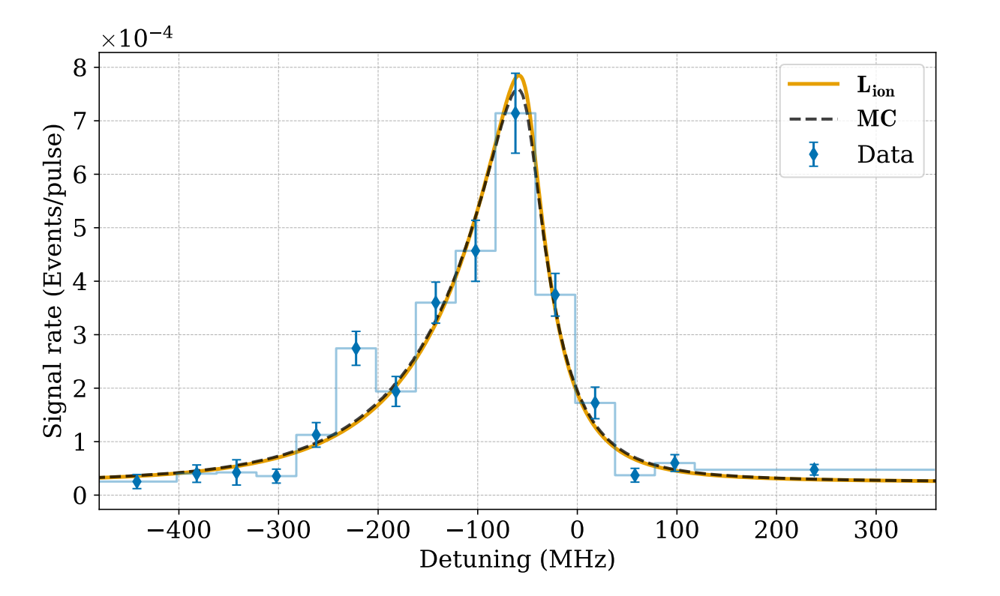 ×10⁻⁴
Signal rate (Events/pulse)
8
7
6
5
4
3
2
1
0
−400 −300 −200 −100 0 100 200 300
Detuning (MHz)
L_ion
MC
Data